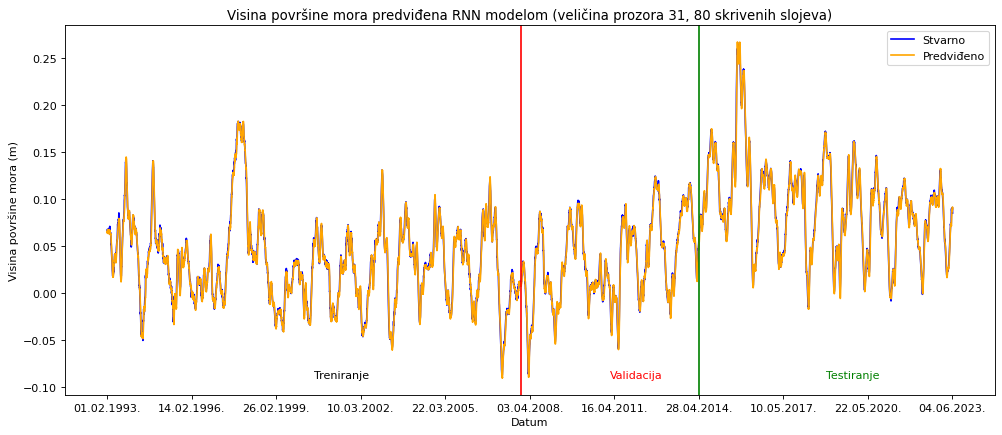 Visina površine mora predviđena RNN modelom (veličina prozora 31, 80 skrivenih slojeva)
Stvarno
Predviđeno
Visina površine mora (m)
0.25
0.20
0.15
0.10
0.05
0.00
−0.05
−0.10
Treniranje
Validacija
Testiranje
01.02.1993.
14.02.1996.
26.02.1999.
10.03.2002.
22.03.2005.
03.04.2008.
16.04.2011.
28.04.2014.
10.05.2017.
22.05.2020.
04.06.2023.
Datum